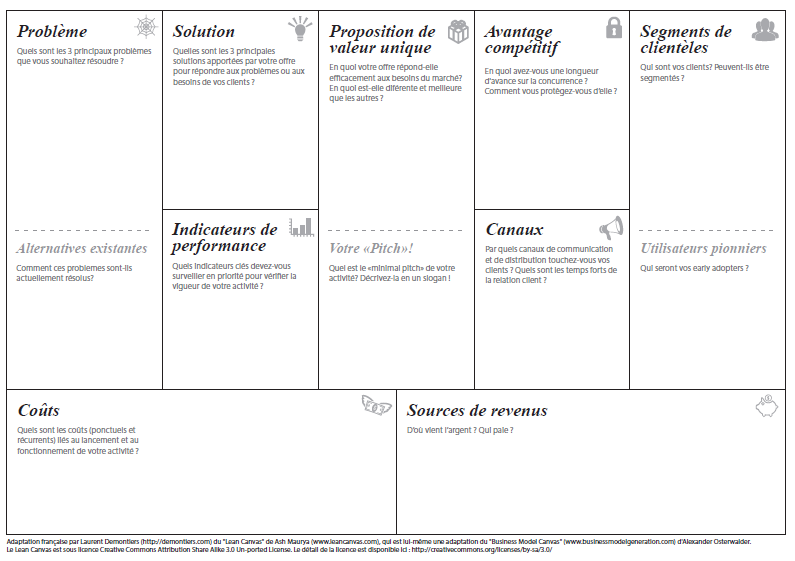 Problème
Quels sont les 3 principaux problèmes
que vous souhaitez résoudre ?
Alternatives existantes
Comment ces problemes sont-ils
actuellement résolus?
Solution
Quelles sont les 3 principales
solutions apportées par votre offre
pour répondre aux problèmes ou aux
besoins de vos clients ?
Indicateurs de
performance
Quels indicateurs clés devez-vous
surveiller en priorité pour vérifier la
vigueur de votre activité ?
Proposition de
valeur unique
En quoi votre offre répond-elle
efficacement aux besoins du marché?
En quoi est-elle diférente et meilleure
que les autres ?
Votre «Pitch»!
Quel est le «minimal pitch» de votre
activité? Décrivez-la en un slogan !
Avantage
compétitif
En quoi avez-vous une longueur
d'avance sur la concurrence ?
Comment vous protégez-vous d'elle ?
Canaux
Par quels canaux de communication
et de distribution touchez-vous vos
clients ? Quels sont les temps forts de
la relation client ?
Segments de
clientèles
Qui sont vos clients? Peuvent-ils être
segmentés ?
Utilisateurs pionniers
Qui seront vos early adopters ?
Coûts
Quels sont les coûts (ponctuels et
récurrents) liés au lancement et au
fonctionnement de votre activité ?
Sources de revenus
D'où vient l'argent ? Qui paie ?
Adaptation française par Laurent Demontiers (http://demontiers.com) du "Lean Canvas" de Ash Maurya (www.leancanvas.com), qui est lui-même une adaptation du "Business Model Canvas" (www.businessmodelgeneration.com) d'Alexander Osterwalder.
Le Lean Canvas est sous licence Creative Commons Attribution Share Alike 3.0 Un-ported License. Le détail de la licence est disponible ici : http://creativecommons.org/licenses/by-sa/3.0/